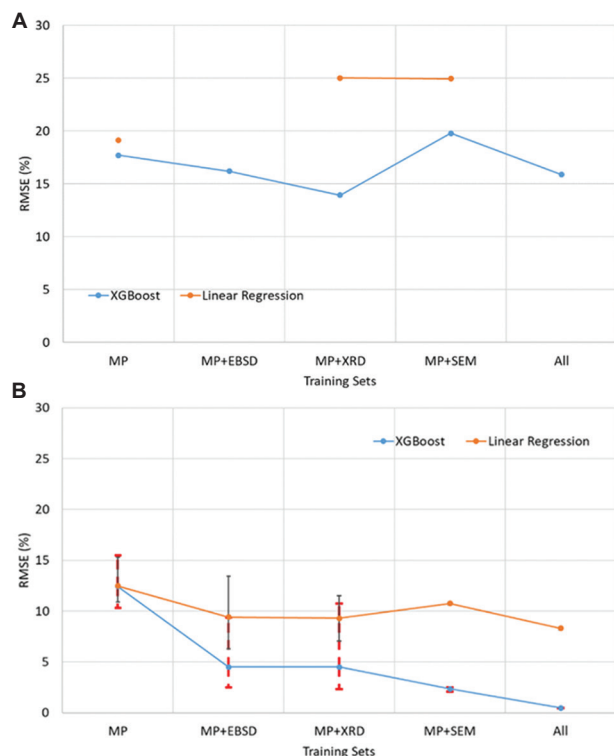 A
30
25
20
15
10
5
0
RMSE (%)
XGBoost Linear Regression
MP MP+EBSD MP+XRD MP+SEM All
Training Sets
B
30
25
20
15
10
5
0
RMSE (%)
XGBoost Linear Regression
MP MP+EBSD MP+XRD MP+SEM All
Training Sets